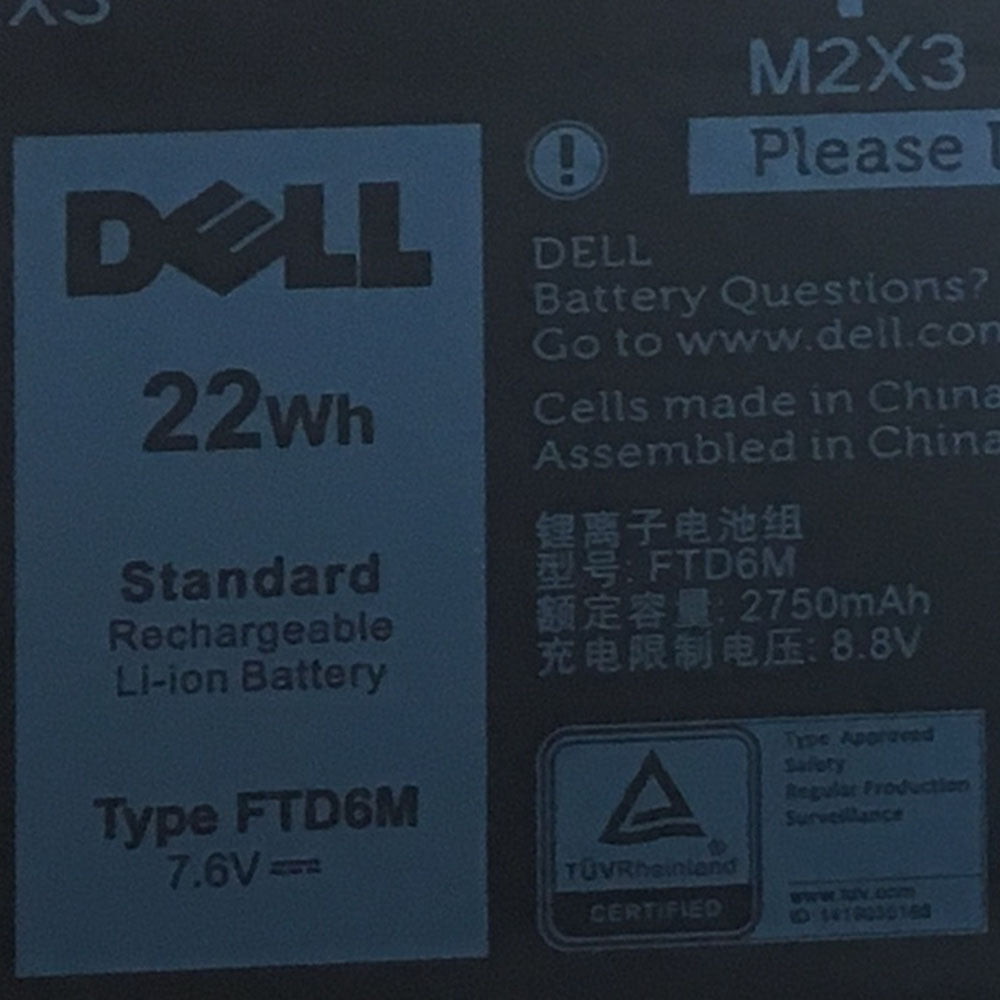 X3
M2X3
Please
DELL
22Wh
Standard
Rechargeable
Li-ion Battery
Type FTD6M
7.6V
DELL
Battery Questions?
Go to www.dell.com
Cells made in China
Assembled in China
锂离子电池组
型号: FTD6M
额定容量: 2750mAh
充电限制电压: 8.8V
TÜVRheinland
CERTIFIED
Type Approved
Safety
Regular Production
Surveillance
www.tuv.com
ID